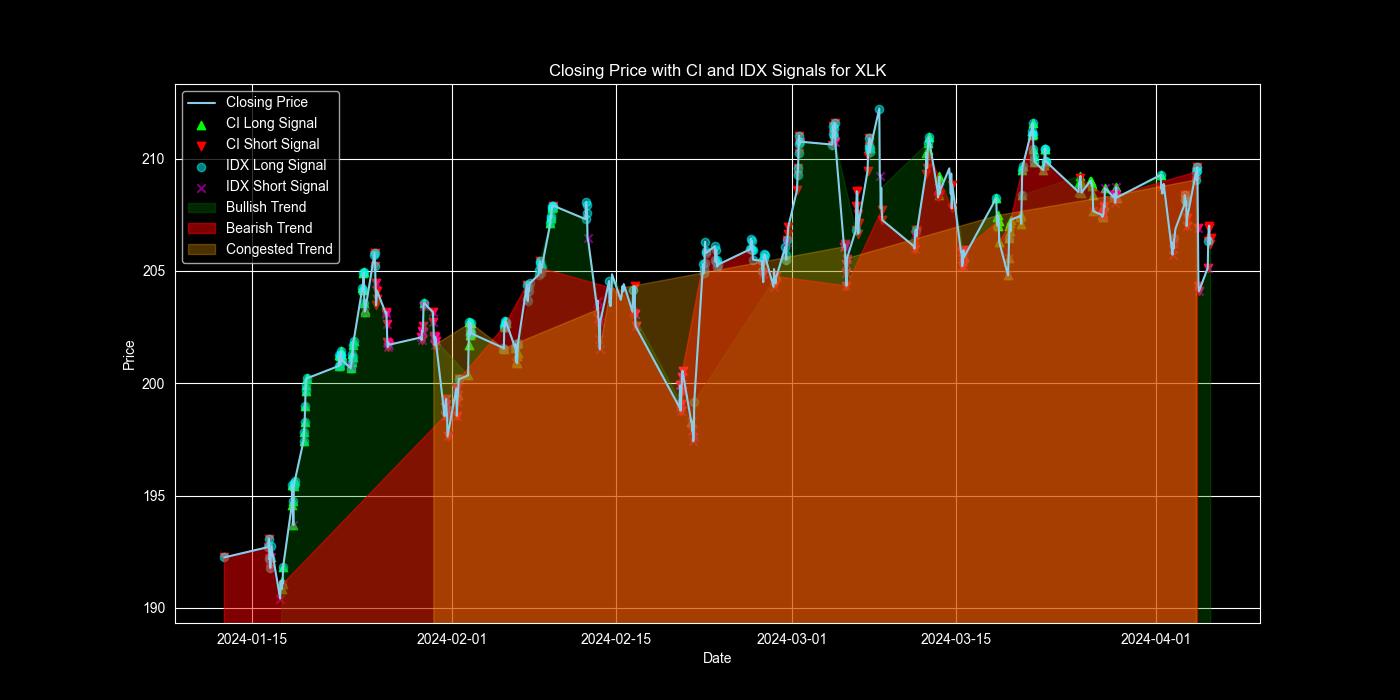 Closing Price with CI and IDX Signals for XLK
Closing Price
CI Long Signal
CI Short Signal
IDX Long Signal
IDX Short Signal
Bullish Trend
Bearish Trend
Congested Trend
Price
210
205
200
195
190
2024-01-15 2024-02-01 2024-02-15 2024-03-01 2024-03-15 2024-04-01
Date